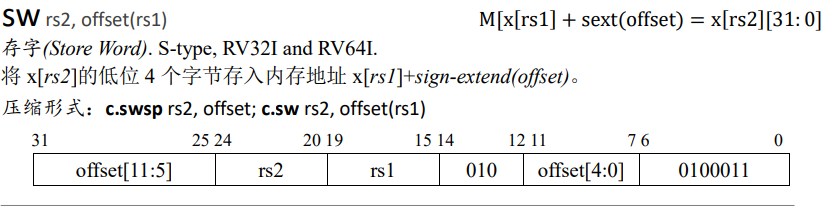 SW rs2, offset(rs1) M[x[rs1] + sext(offset) = x[rs2][31: 0]
存字(Store Word). S-type, RV32I and RV64I.
将 x[rs2]的低位 4 个字节存入内存地址 x[rs1]+sign-extend(offset)。
压缩形式：c.swsp rs2, offset; c.sw rs2, offset(rs1)
31 25 24 20 19 15 14 12 11 7 6 0
offset[11:5] rs2 rs1 010 offset[4:0] 0100011